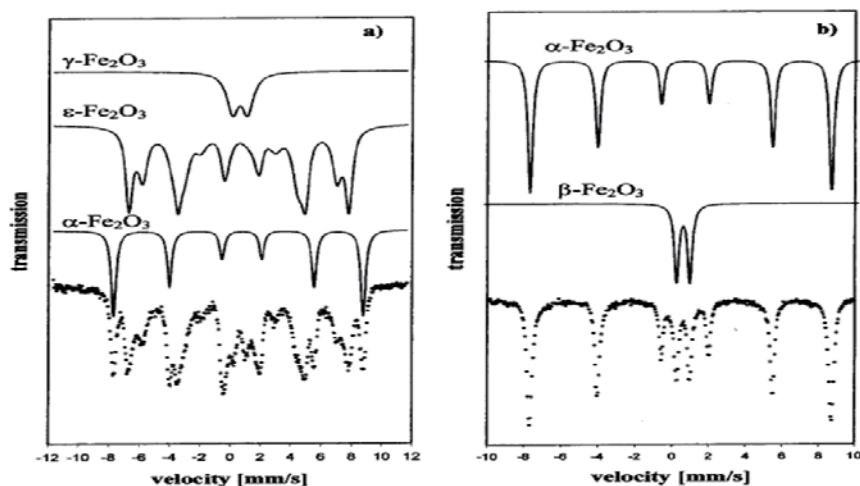 a)
γ-Fe₂O₃
ε-Fe₂O₃
α-Fe₂O₃
transmission
-12 -10 -8 -6 -4 -2 0 2 4 6 8 10 12
velocity [mm/s]
b)
α-Fe₂O₃
β-Fe₂O₃
transmission
-10 -8 -6 -4 -2 0 2 4 6 8 10
velocity [mm/s]